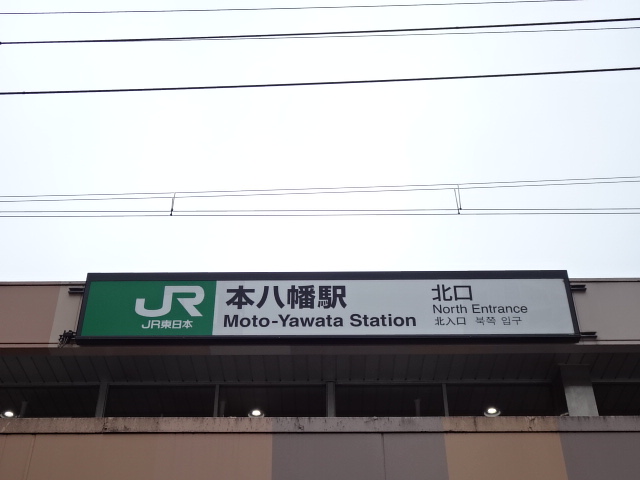 JR
JR東日本
本八幡駅
Moto-Yawata Station
北口
North Entrance
北入口 북쪽 입구